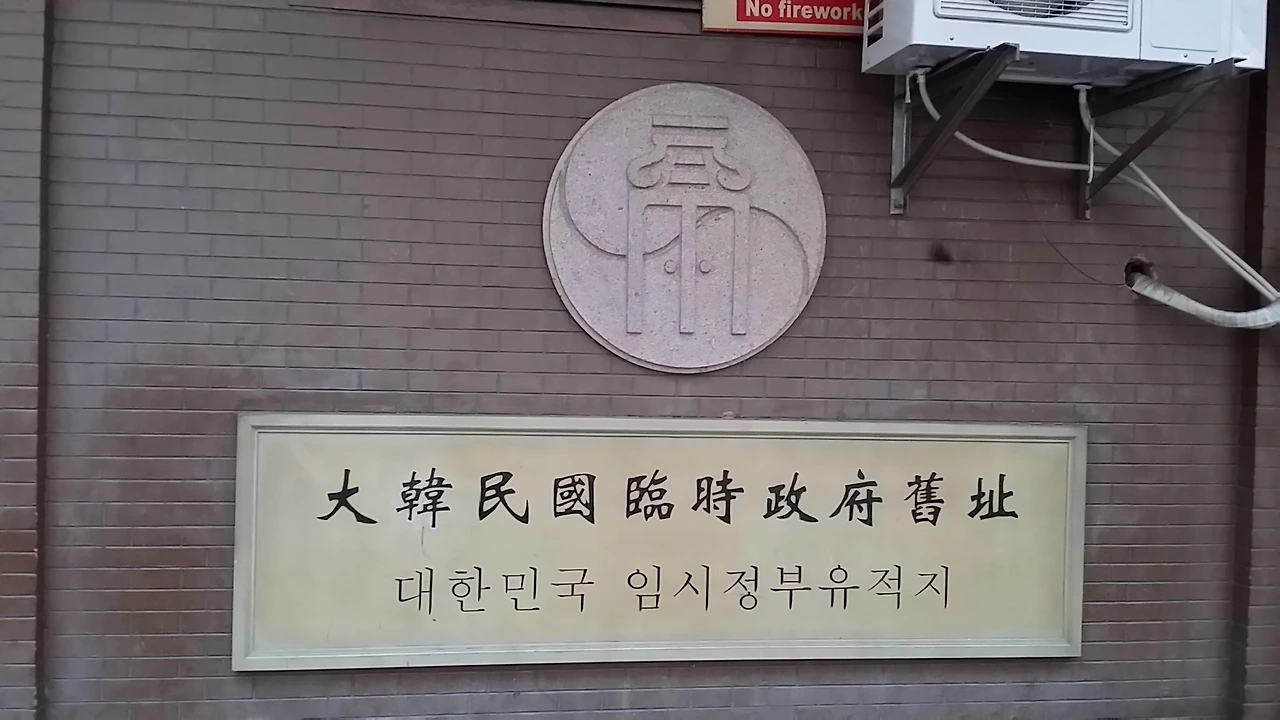 No firework
大韓民國臨時政府舊址
대한민국 임시정부유적지